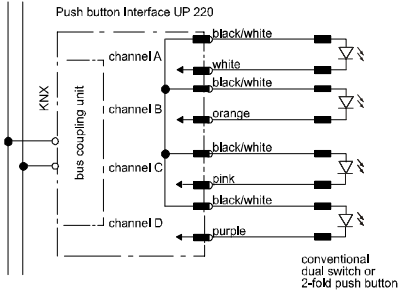 Push button Interface UP 220
black/white
channel A
white
black/white
KNX
bus coupling unit
channel B
orange
black/white
channel C
pink
black/white
channel D
purple
conventional
dual switch or
2-fold push button